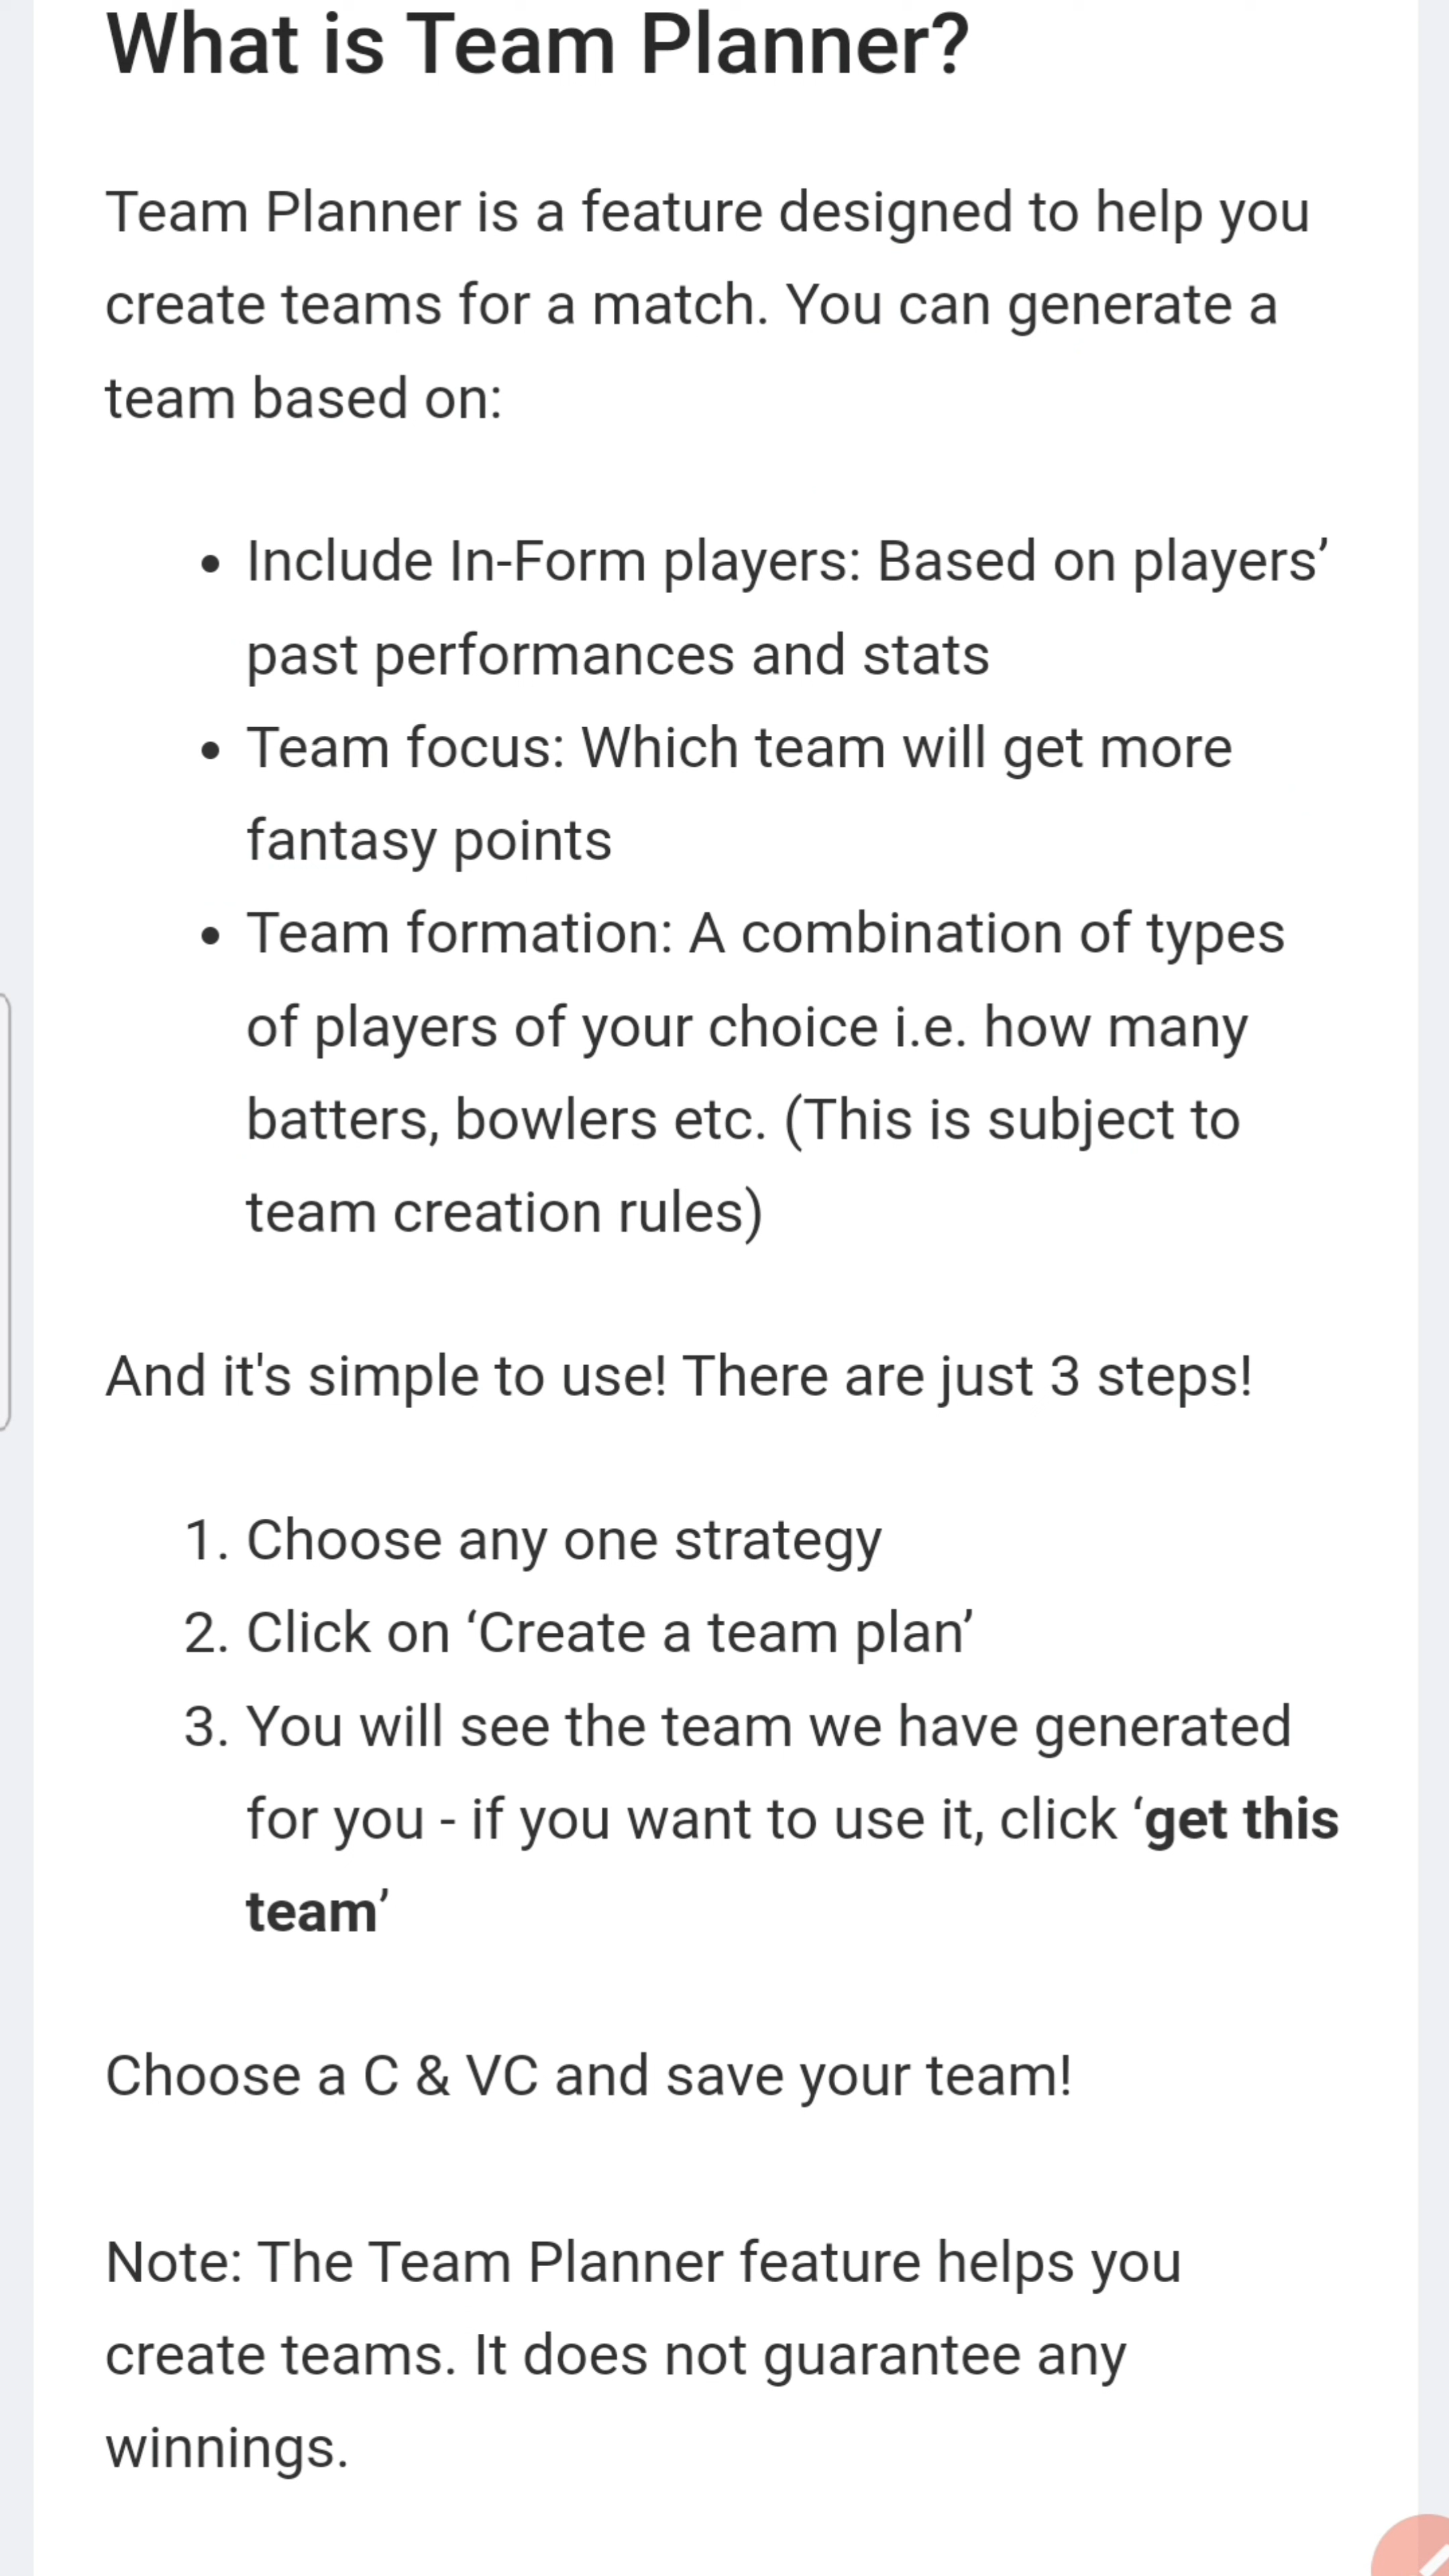 What is Team Planner?
Team Planner is a feature designed to help you
create teams for a match. You can generate a
team based on:
• Include In-Form players: Based on players’
past performances and stats
• Team focus: Which team will get more
fantasy points
• Team formation: A combination of types
of players of your choice i.e. how many
batters, bowlers etc. (This is subject to
team creation rules)
And it's simple to use! There are just 3 steps!
1. Choose any one strategy
2. Click on ‘Create a team plan’
3. You will see the team we have generated
for you - if you want to use it, click ‘get this
team’
Choose a C & VC and save your team!
Note: The Team Planner feature helps you
create teams. It does not guarantee any
winnings.